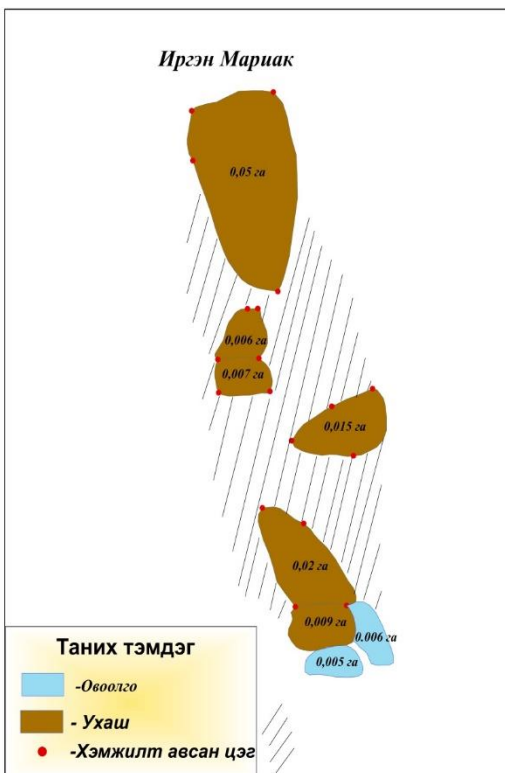 Иргэн Мариак
0,05 га
0,006 га
0,007 га
0,015 га
0,02 га
0,009 га
0.006 га
0,005 га
Таних тэмдэг
-Овоолго
- Ухаш
-Хэмжилт авсан цэг